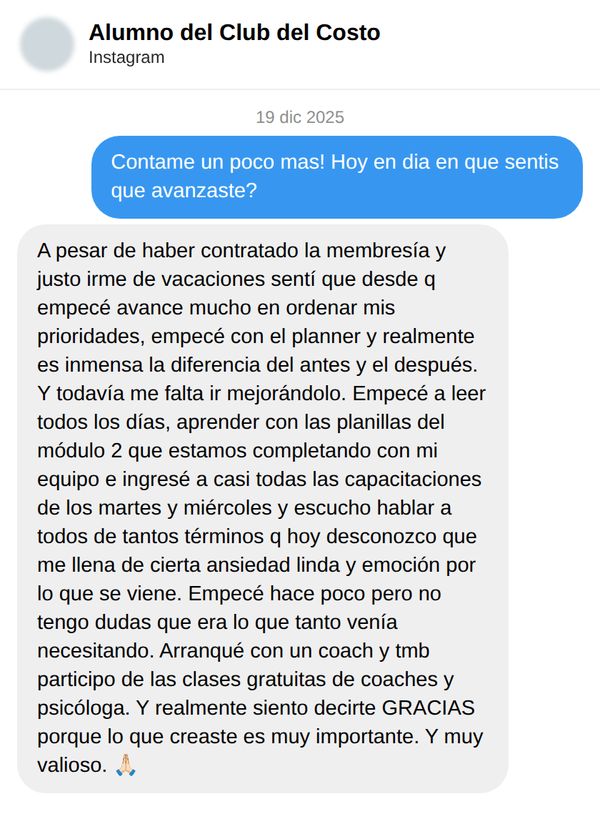 Alumno del Club del Costo
Instagram
19 dic 2025
Contame un poco mas! Hoy en dia en que sentis
que avanzaste?
A pesar de haber contratado la membresía y
justo irme de vacaciones sentí que desde q
empecé avance mucho en ordenar mis
prioridades, empecé con el planner y realmente
es inmensa la diferencia del antes y el después.
Y todavía me falta ir mejorándolo. Empecé a leer
todos los días, aprender con las planillas del
módulo 2 que estamos completando con mi
equipo e ingresé a casi todas las capacitaciones
de los martes y miércoles y escucho hablar a
todos de tantos términos q hoy desconozco que
me llena de cierta ansiedad linda y emoción por
lo que se viene. Empecé hace poco pero no
tengo dudas que era lo que tanto venía
necesitando. Arranqué con un coach y tmb
participo de las clases gratuitas de coaches y
psicóloga. Y realmente siento decirte GRACIAS
porque lo que creaste es muy importante. Y muy
valioso. 🙏🏼